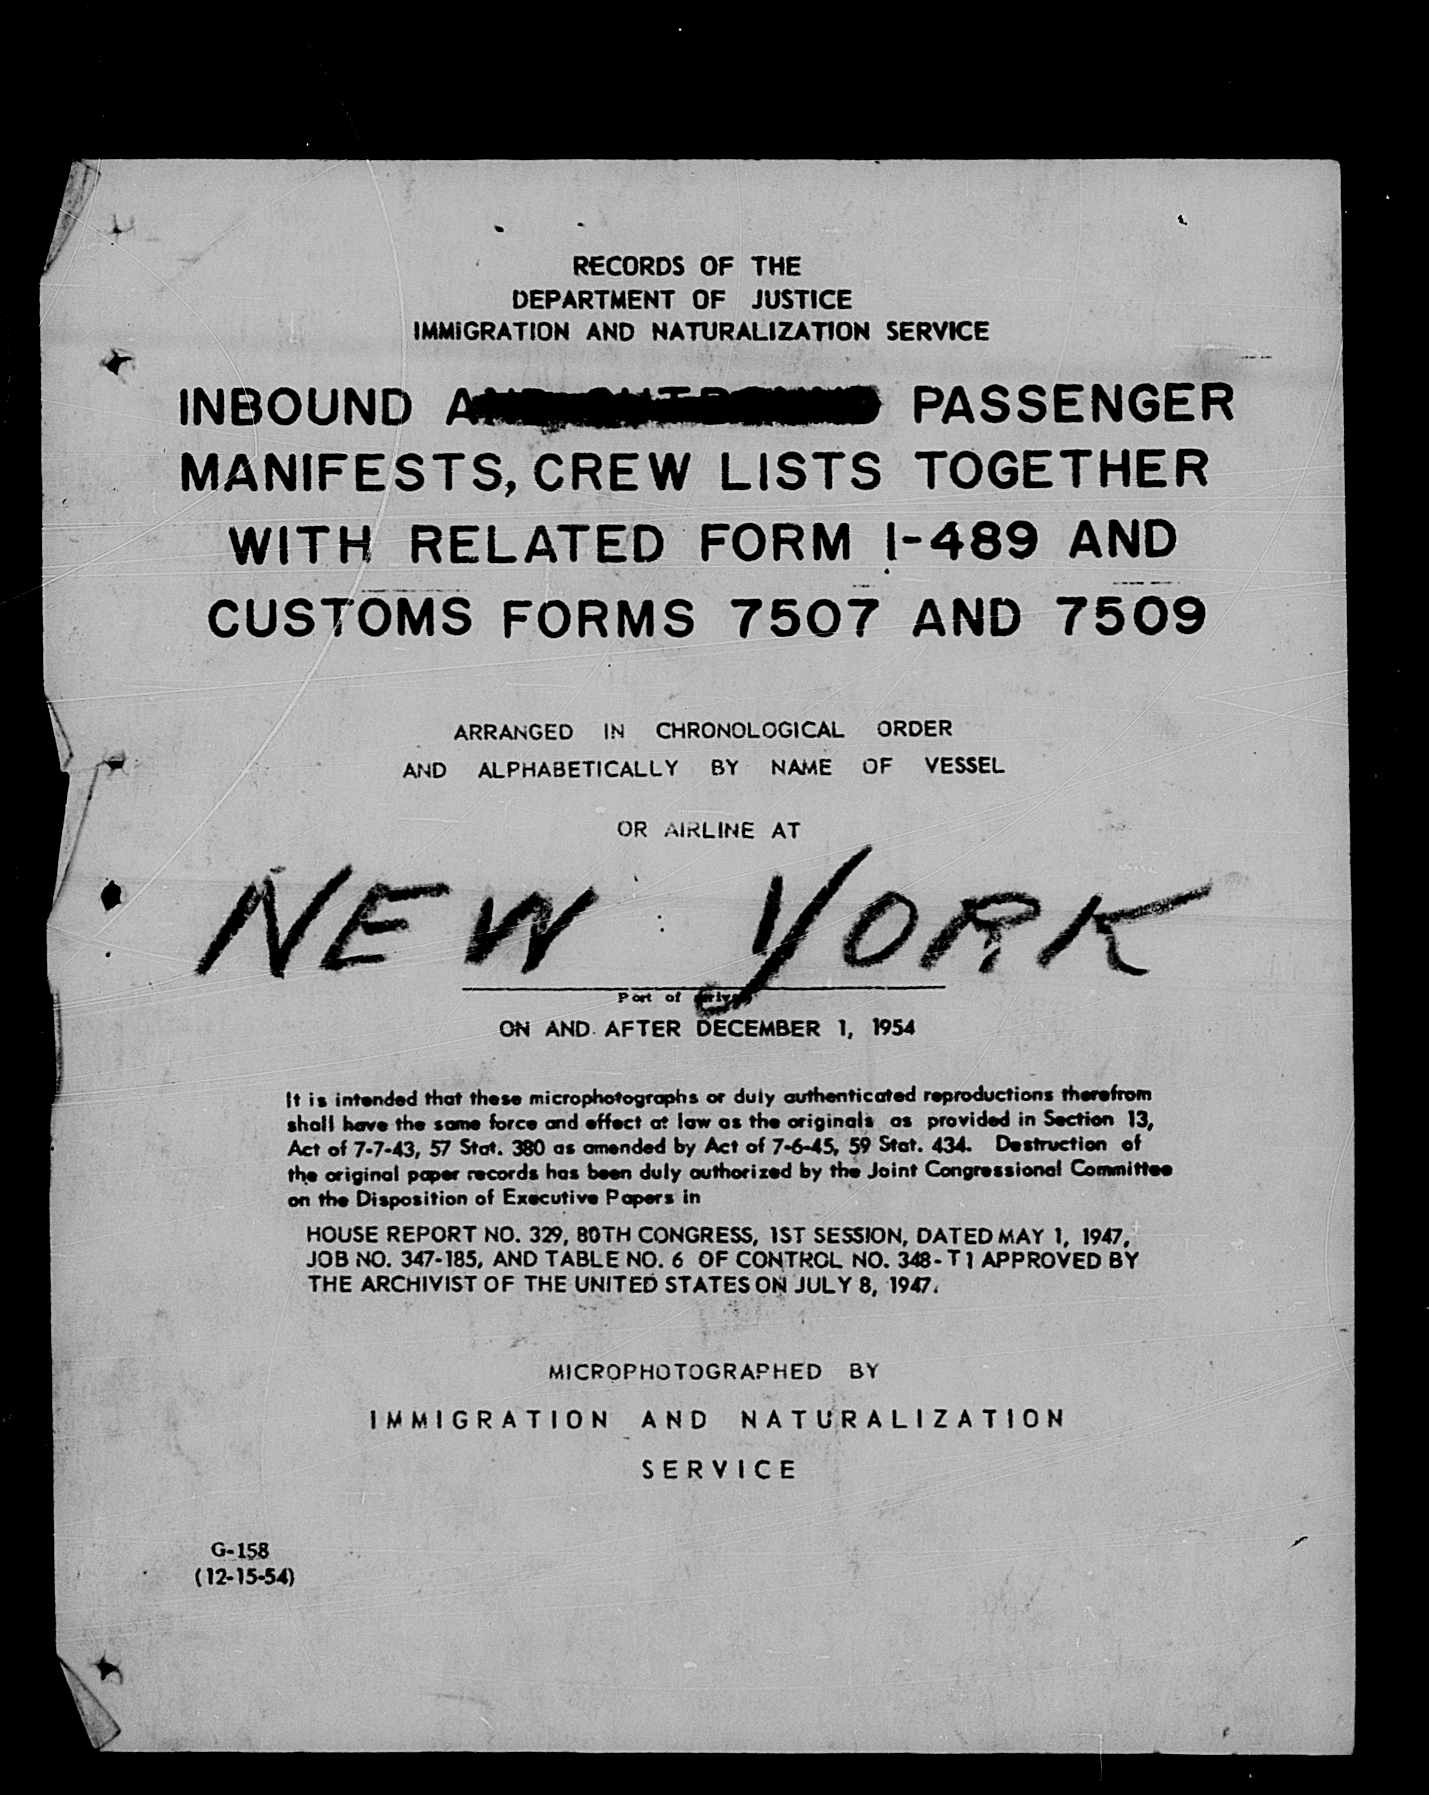 RECORDS OF THE
DEPARTMENT OF JUSTICE
IMMIGRATION AND NATURALIZATION SERVICE
INBOUND PASSENGER
MANIFESTS, CREW LISTS TOGETHER
WITH RELATED FORM I-489 AND
CUSTOMS FORMS 7507 AND 7509
ARRANGED IN CHRONOLOGICAL ORDER
AND ALPHABETICALLY BY NAME OF VESSEL
OR AIRLINE AT
NEW YORK
Port of
ON AND AFTER DECEMBER 1, 1954
It is intended that these microphotographs or duly authenticated reproductions therefrom
shall have the same force and effect at law as the originals as provided in Section 13,
Act of 7-7-43, 57 Stat. 380 as amended by Act of 7-6-45, 59 Stat. 434. Destruction of
the original paper records has been duly authorized by the Joint Congressional Committee
on the Disposition of Executive Papers in
HOUSE REPORT NO. 329, 80TH CONGRESS, 1ST SESSION, DATED MAY 1, 1947,
JOB NO. 347-185, AND TABLE NO. 6 OF CONTROL NO. 348-T1 APPROVED BY
THE ARCHIVIST OF THE UNITED STATES ON JULY 8, 1947.
MICROPHOTOGRAPHED BY
IMMIGRATION AND NATURALIZATION
SERVICE
G-158
(12-15-54)